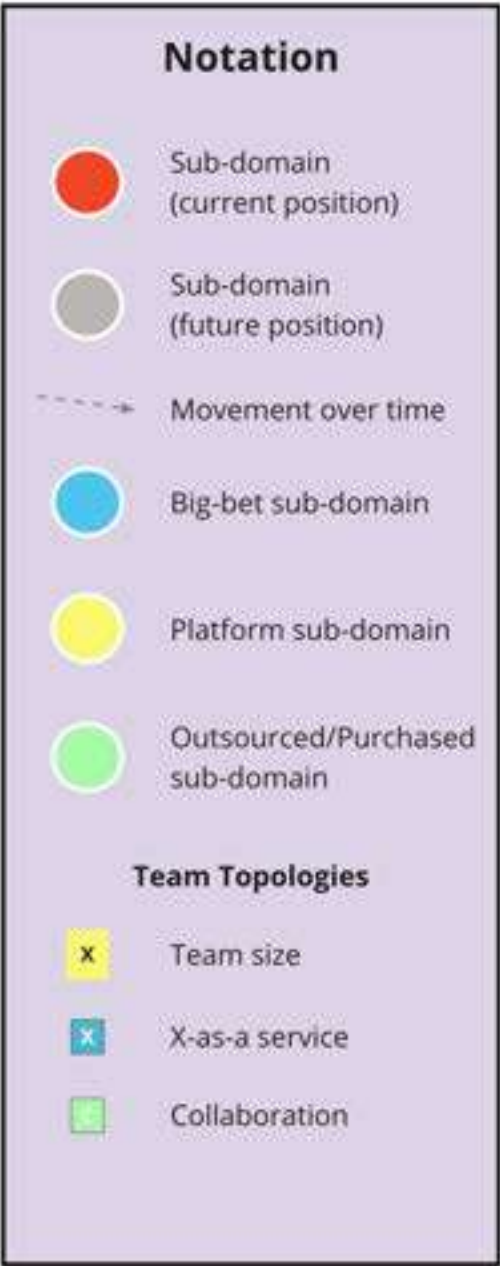 Notation
Sub-domain
(current position)
Sub-domain
(future position)
Movement over time
Big-bet sub-domain
Platform sub-domain
Outsourced/Purchased
sub-domain
Team Topologies
X Team size
X X-as-a service
Collaboration